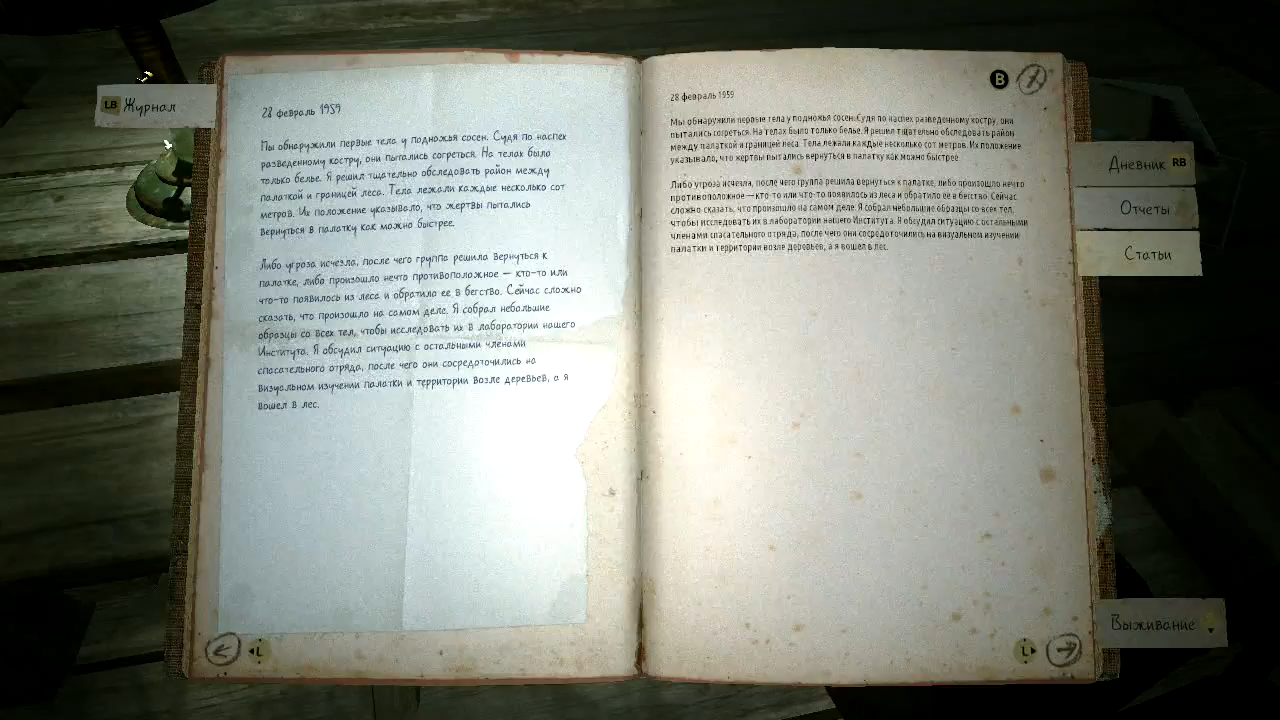 LB Журнал
28 февраль 1959
Мы обнаружили первые тела у подножья сосен. Судя по наспех
разведенному костру, они пытались согреться. На телах было
только белье. Я решил тщательно обследовать район между
палаткой и границей леса. Тела лежали каждые несколько сот
метров. Их положение указывало, что жертвы пытались
вернуться в палатку как можно быстрее.
Либо угроза исчезла, после чего группа решила вернуться к
палатке, либо произошло нечто противоположное — кто-то или
что-то появилось из леса и обратило ее в бегство. Сейчас сложно
сказать, что произошло на самом деле. Я собрал небольшие
образцы со всех тел, чтобы исследовать их в лаборатории нашего
Института. Я обсудил ситуацию с остальными членами
спасательного отряда, после чего они сосредоточились на
визуальном изучении палатки и территории возле деревьев, а я
вошел в лес.
L
B
28 февраль 1959
Мы обнаружили первые тела у подножья сосен. Судя по наспех разведенному костру, они
пытались согреться. На телах было только белье. Я решил тщательно обследовать район
между палаткой и границей леса. Тела лежали каждые несколько сот метров. Их положение
указывало, что жертвы пытались вернуться в палатку как можно быстрее.
Либо угроза исчезла, после чего группа решила вернуться к палатке, либо произошло нечто
противоположное — кто-то или что-то появилось из леса и обратило ее в бегство. Сейчас
сложно сказать, что произошло на самом деле. Я собрал небольшие образцы со всех тел,
чтобы исследовать их в лаборатории нашего Института. Я обсудил ситуацию с остальными
членами спасательного отряда, после чего они сосредоточились на визуальном изучении
палатки и территории возле деревьев, а я вошел в лес.
L
Дневник RB
Отчеты
Статьи
Выживание